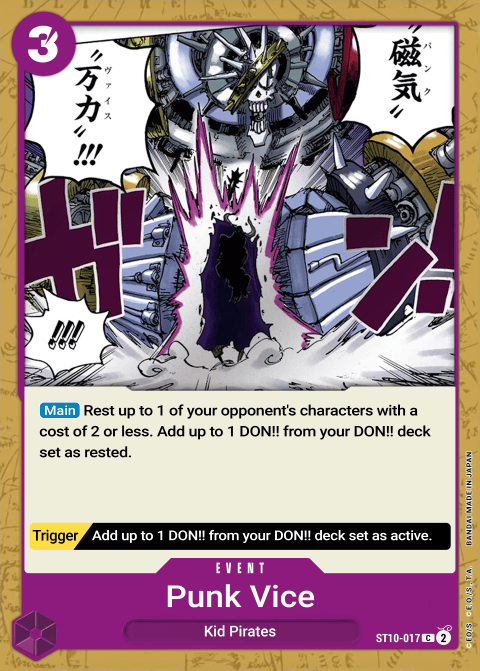 3
“磁気”
パンク
“万力”!!!
ヴァイス
ガ
ン!
!!!
Main Rest up to 1 of your opponent's characters with a
cost of 2 or less. Add up to 1 DON!! from your DON!! deck
set as rested.
Trigger Add up to 1 DON!! from your DON!! deck set as active.
EVENT
Punk Vice
Kid Pirates
ST10-017 C 2
©E.O/S. ©E.O./S., T.A. BANDAI MADE IN JAPAN